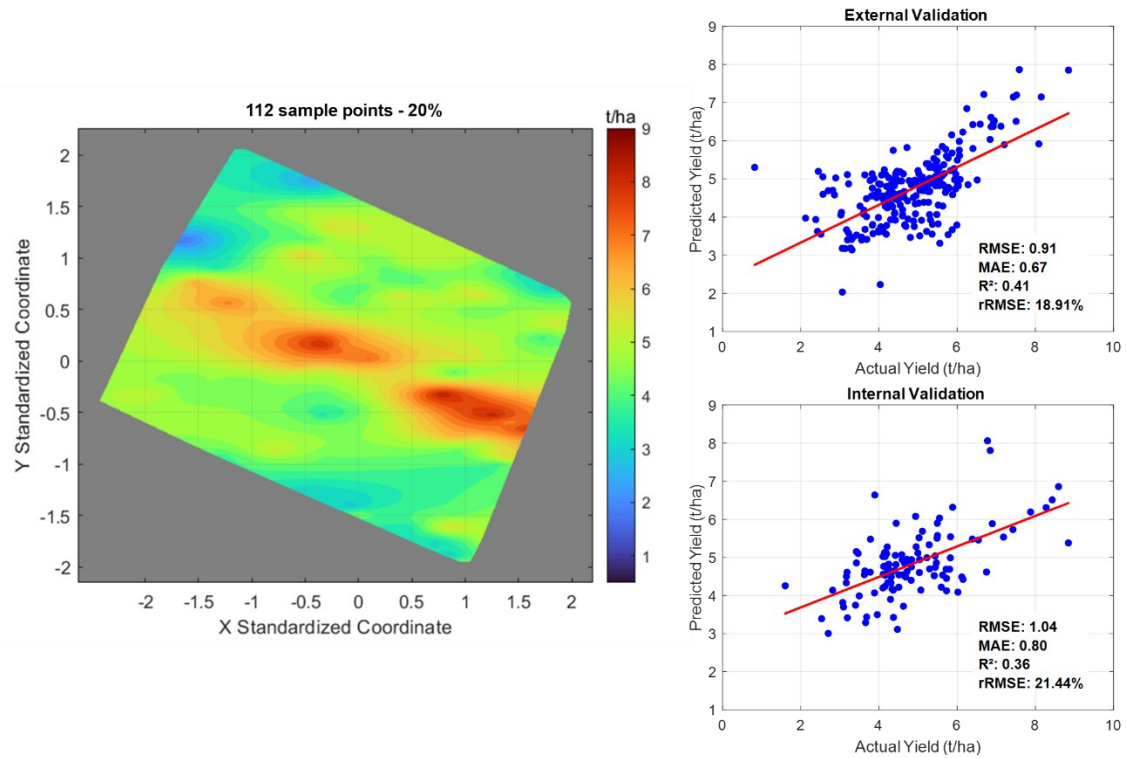 112 sample points - 20%
t/ha
9
8
7
6
5
4
3
2
1
2
1.5
1
0.5
0
-0.5
-1
-1.5
-2
Y Standardized Coordinate
-2 -1.5 -1 -0.5 0 0.5 1 1.5 2
X Standardized Coordinate
External Validation
9
8
7
6
5
4
3
2
1
Predicted Yield (t/ha)
RMSE: 0.91
MAE: 0.67
R²: 0.41
rRMSE: 18.91%
0 2 4 6 8 10
Actual Yield (t/ha)
Internal Validation
9
8
7
6
5
4
3
2
1
Predicted Yield (t/ha)
RMSE: 1.04
MAE: 0.80
R²: 0.36
rRMSE: 21.44%
0 2 4 6 8 10
Actual Yield (t/ha)